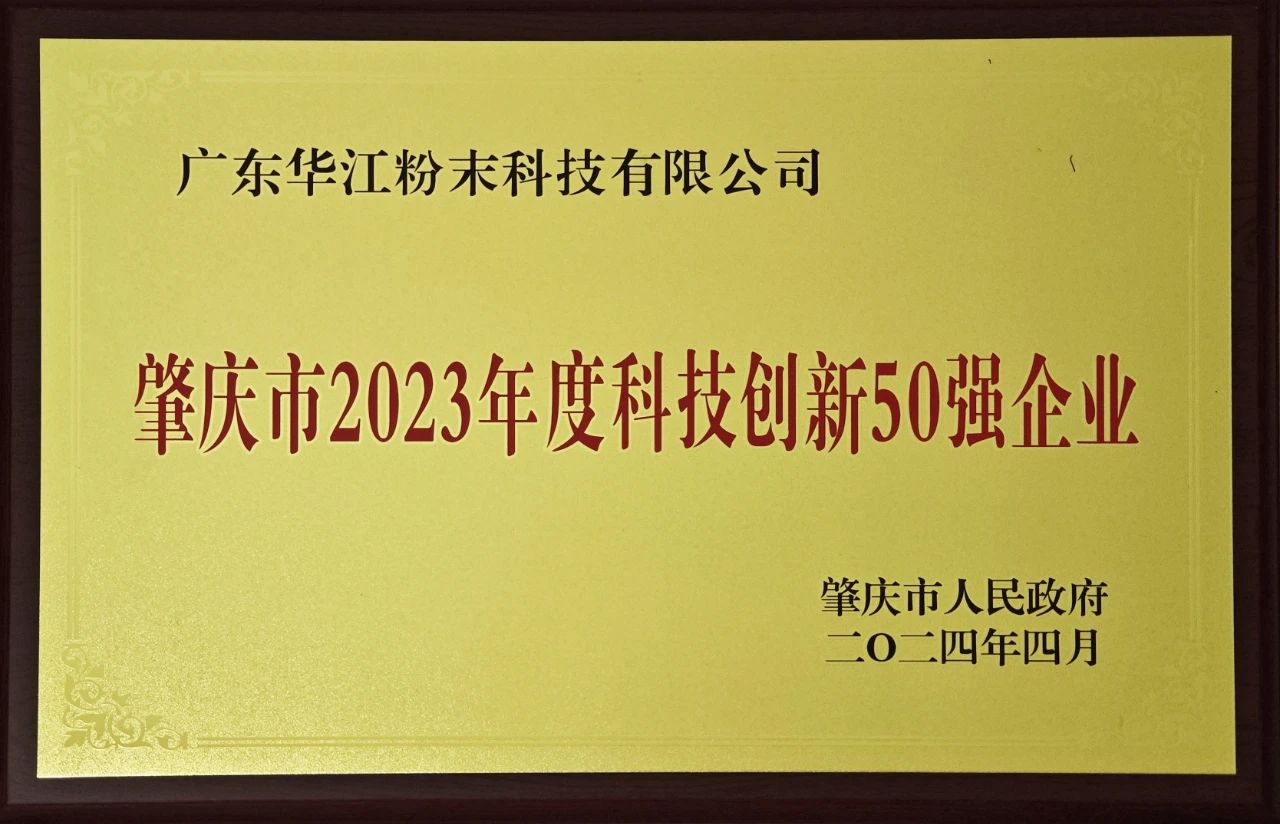 广东华江粉末科技有限公司
肇庆市2023年度科技创新50强企业
肇庆市人民政府
二O二四年四月